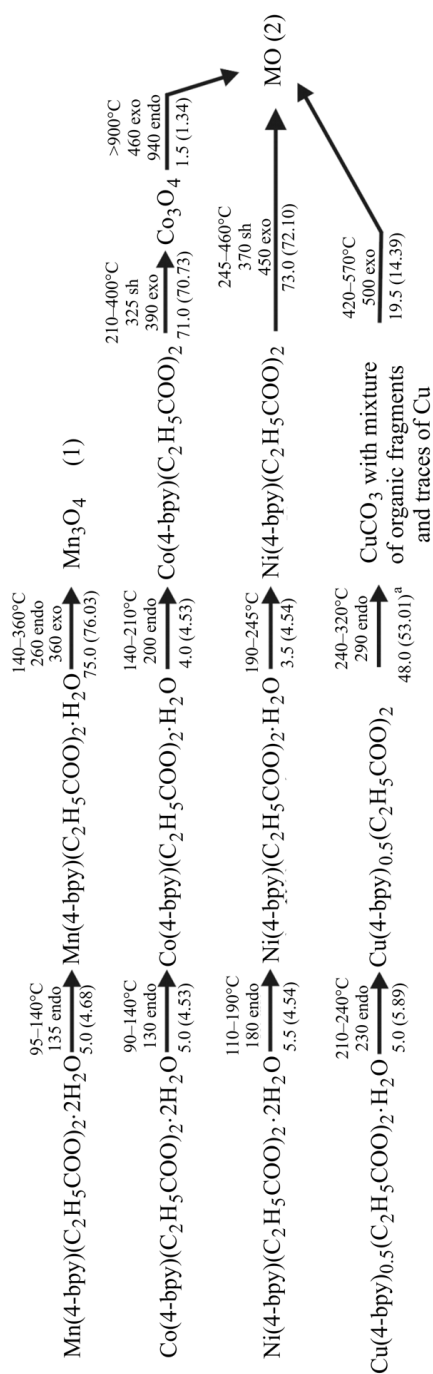 95–140°C
135 endo
Mn(4-bpy)(C₂H₅COO)₂·2H₂O
5.0 (4.68)
Mn(4-bpy)(C₂H₅COO)₂·H₂O
140–360°C
260 endo
360 exo
75.0 (76.03)
Mn₃O₄ (1)
90–140°C
130 endo
Co(4-bpy)(C₂H₅COO)₂·2H₂O
5.0 (4.53)
Co(4-bpy)(C₂H₅COO)₂·H₂O
140–210°C
200 endo
4.0 (4.53)
Co(4-bpy)(C₂H₅COO)₂
210–400°C
325 sh
390 exo
71.0 (70.73)
Co₃O₄
>900°C
460 exo
940 endo
1.5 (1.34)
110–190°C
180 endo
Ni(4-bpy)(C₂H₅COO)₂·2H₂O
5.5 (4.54)
Ni(4-bpy)(C₂H₅COO)₂·H₂O
190–245°C
3.5 (4.54)
Ni(4-bpy)(C₂H₅COO)₂
245–460°C
370 sh
450 exo
73.0 (72.10)
MO (2)
210–240°C
230 endo
Cu(4-bpy)₀.₅(C₂H₅COO)₂·H₂O
5.0 (5.89)
Cu(4-bpy)₀.₅(C₂H₅COO)₂
240–320°C
290 endo
48.0 (53.01)ᵃ
CuCO₃ with mixture
of organic fragments
and traces of Cu
420–570°C
500 exo
19.5 (14.39)